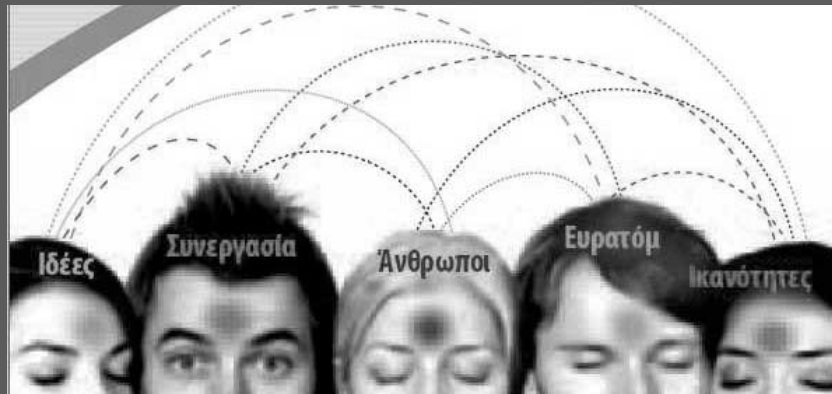 Ιδέες
Συνεργασία
Άνθρωποι
Ευρατόμ
Ικανότητες